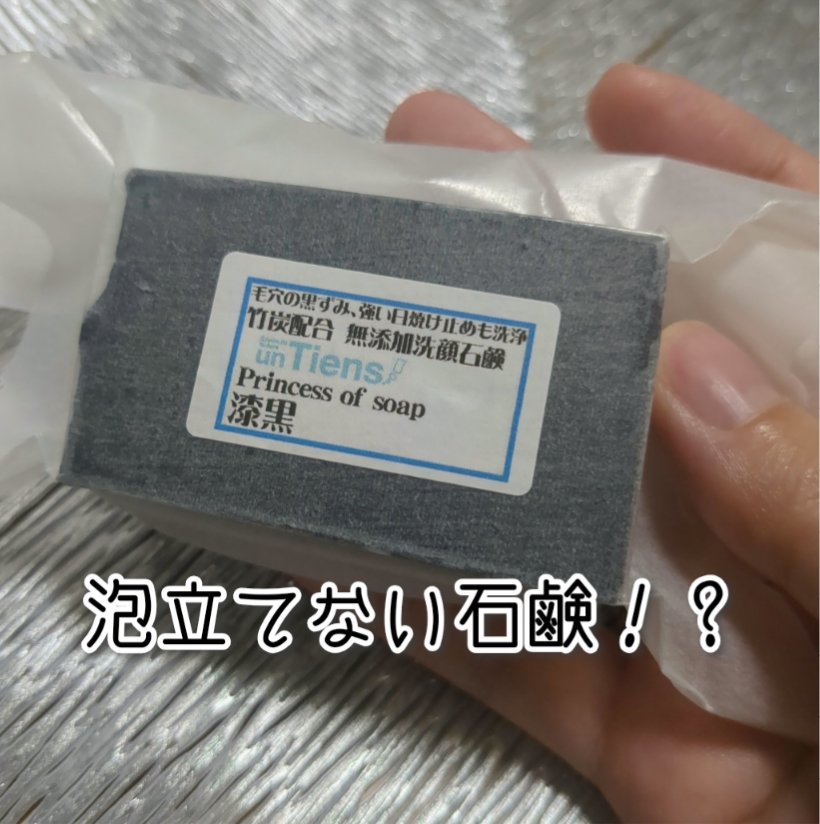 毛穴の黒ずみ、強い日焼け止めも洗浄
竹炭配合 無添加洗顔石鹸
un Tiens
Princess of soap
漆黒
泡立てない石鹸！？